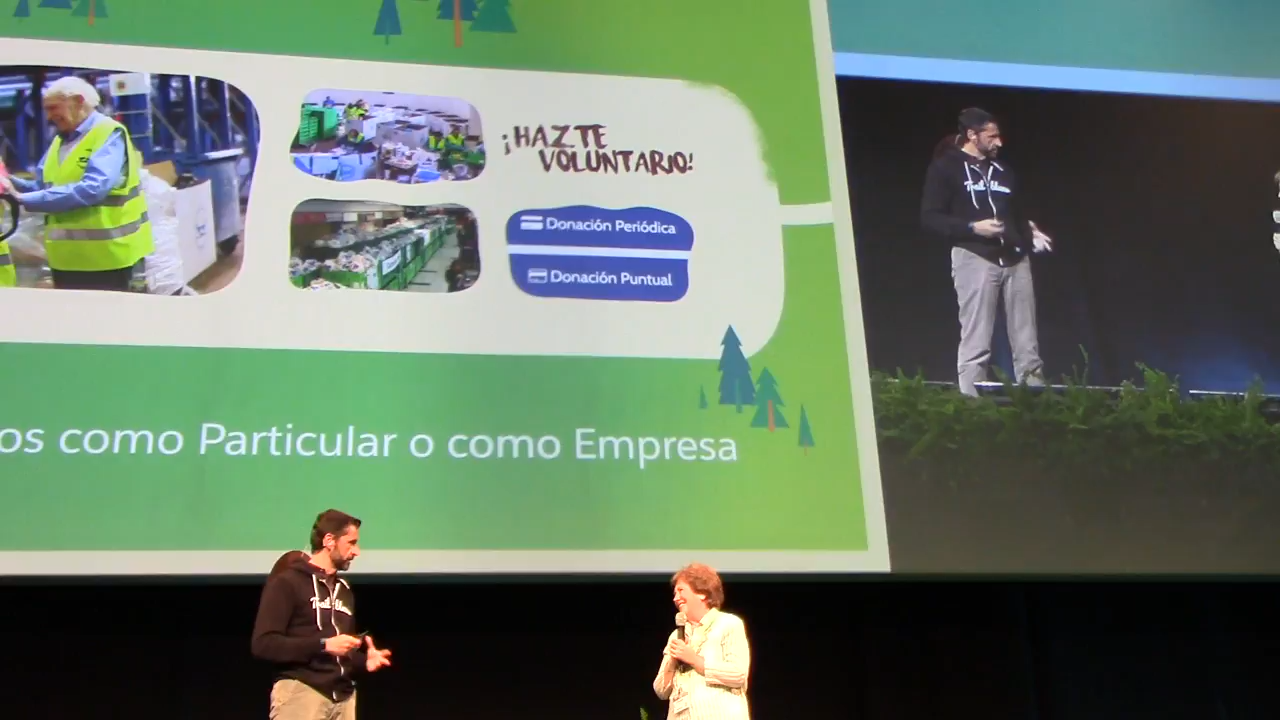 ¡HAZTE
VOLUNTARIO!
Donación Periódica
Donación Puntual
os como Particular o como Empresa